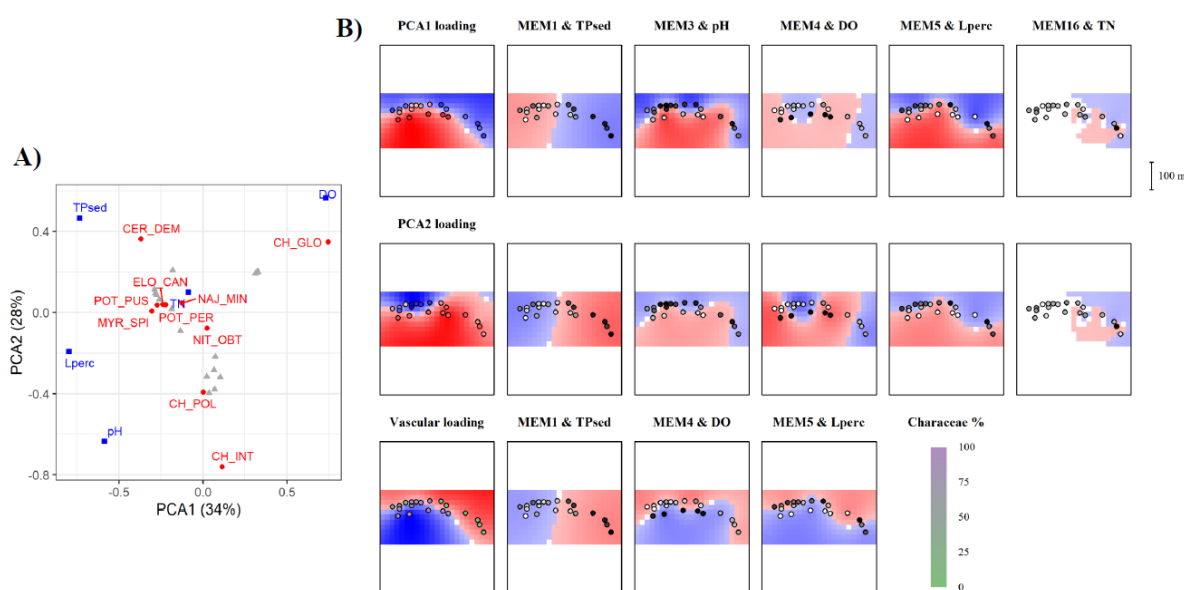 B)
PCA1 loading MEM1 & TPsed MEM3 & pH MEM4 & DO MEM5 & Lperc MEM16 & TN
100 m
A)
TPsed
DO
CER_DEM
CH_GLO
ELO_CAN
POT_PUS
TN
NAJ_MIN
MYR_SPI
POT_PER
NIT_OBT
Lperc
CH_POL
pH
CH_INT
0.4
0.0
-0.4
-0.8
-0.5 0.0 0.5
PCA1 (34%)
PCA2 (28%)
PCA2 loading
Vascular loading MEM1 & TPsed MEM4 & DO MEM5 & Lperc Characeae %
100
75
50
25
0